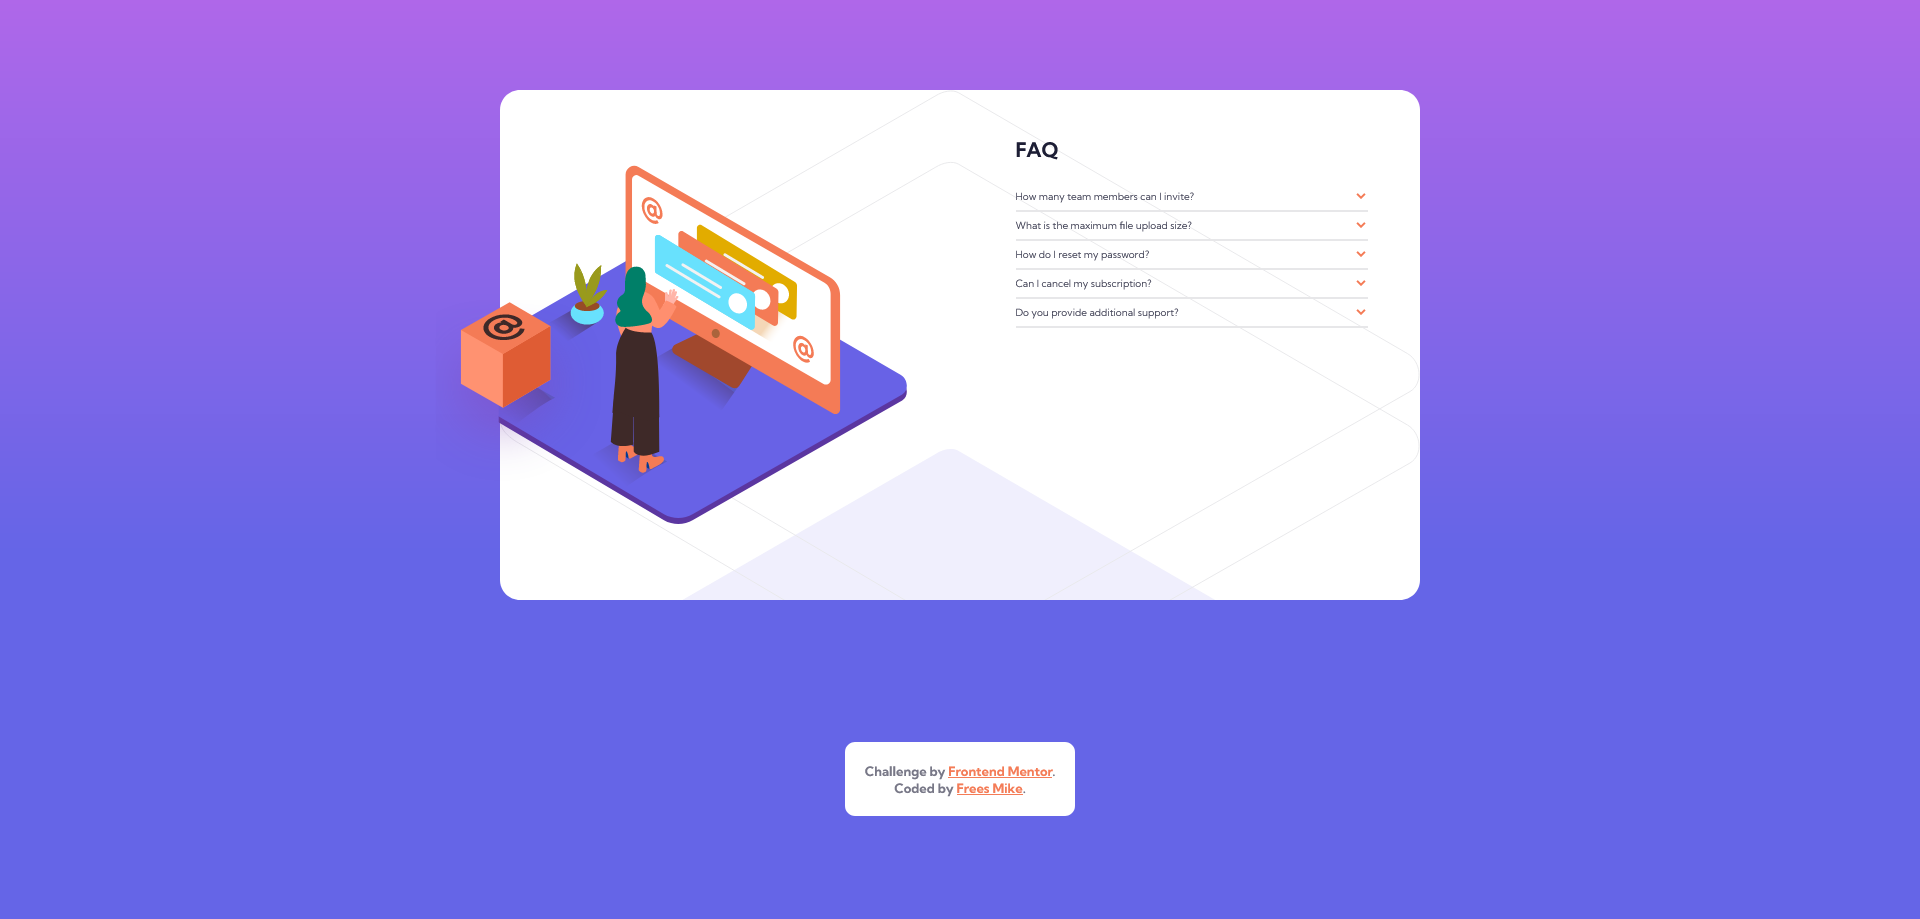 FAQ
How many team members can I invite?
What is the maximum file upload size?
How do I reset my password?
Can I cancel my subscription?
Do you provide additional support?
@
@
@
Challenge by Frontend Mentor.
Coded by Frees Mike.